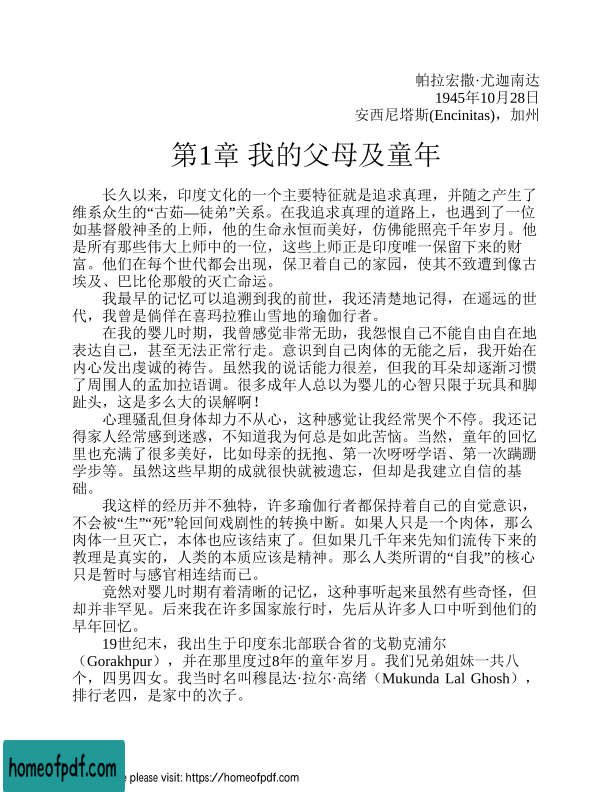 帕拉宏撒·尤迦南达
1945年10月28日
安西尼塔斯(Encinitas)，加州
第1章 我的父母及童年
长久以来，印度文化的一个主要特征就是追求真理，并随之产生了
维系众生的“古茹—徒弟”关系。在我追求真理的道路上，也遇到了一位
如基督般神圣的上师，他的生命永恒而美好，仿佛能照亮千年岁月。他
是所有那些伟大上师中的一位，这些上师正是印度唯一保留下来的财
富。他们在每个世代都会出现，保卫着自己的家园，使其不致遭到像古
埃及、巴比伦那般的灭亡命运。
我最早的记忆可以追溯到我的前世，我还清楚地记得，在遥远的世
代，我曾是倘佯在喜玛拉雅山雪地的瑜伽行者。
在我的婴儿时期，我曾感觉非常无助，我怨恨自己不能自由自在地
表达自己，甚至无法正常行走。意识到自己肉体的无能之后，我开始在
内心发出虔诚的祷告。虽然我的说话能力很差，但我的耳朵却逐渐习惯
了周围人的孟加拉语调。很多成年人总以为婴儿的心智只限于玩具和脚
趾头，这是多么大的误解啊！
心理骚乱但身体却力不从心，这种感觉让我经常哭个不停。我还记
得家人经常感到迷惑，不知道我为何总是如此苦恼。当然，童年的回忆
里也充满了很多美好，比如母亲的抚抱、第一次呀呀学语、第一次蹒跚
学步等。虽然这些早期的成就很快就被遗忘，但却是我建立自信的基
础。
我这样的经历并不独特，许多瑜伽行者都保持着自己的自觉意识，
不会被“生”“死”轮回间戏剧性的转换中断。如果人只是一个肉体，那么
肉体一旦灭亡，本体也应该结束了。但如果几千年来先知们流传下来的
教理是真实的，人类的本质应该是精神。那么人类所谓的“自我”的核心
只是暂时与感官相连结而已。
竟然对婴儿时期有着清晰的记忆，这种事听起来虽然有些奇怪，但
却并非罕见。后来我在许多国家旅行时，先后从许多人口中听到他们的
早年回忆。
19世纪末，我出生于印度东北部联合省的戈勒克浦尔
（Gorakhpur），并在那里度过8年的童年岁月。我们兄弟姐妹一共八
个，四男四女。我当时名叫穆昆达·拉尔·高绪（Mukunda Lal Ghosh），
排行老四，是家中的次子。
homeofpdf.com
e please visit: https://homeofpdf.com